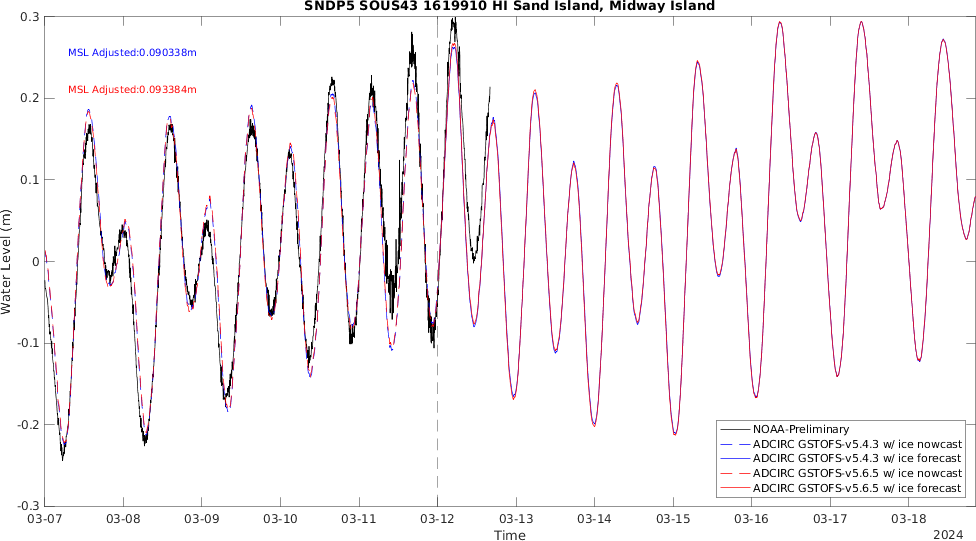 SNDP5 SOUS43 1619910 HI Sand Island, Midway Island
MSL Adjusted:0.090338m
MSL Adjusted:0.093384m
Water Level (m)
0.3
0.2
0.1
0
-0.1
-0.2
-0.3
NOAA-Preliminary
ADCIRC GSTOFS-v5.4.3 w/ ice nowcast
ADCIRC GSTOFS-v5.4.3 w/ ice forecast
ADCIRC GSTOFS-v5.6.5 w/ ice nowcast
ADCIRC GSTOFS-v5.6.5 w/ ice forecast
03-07 03-08 03-09 03-10 03-11 03-12 03-13 03-14 03-15 03-16 03-17 03-18
Time
2024